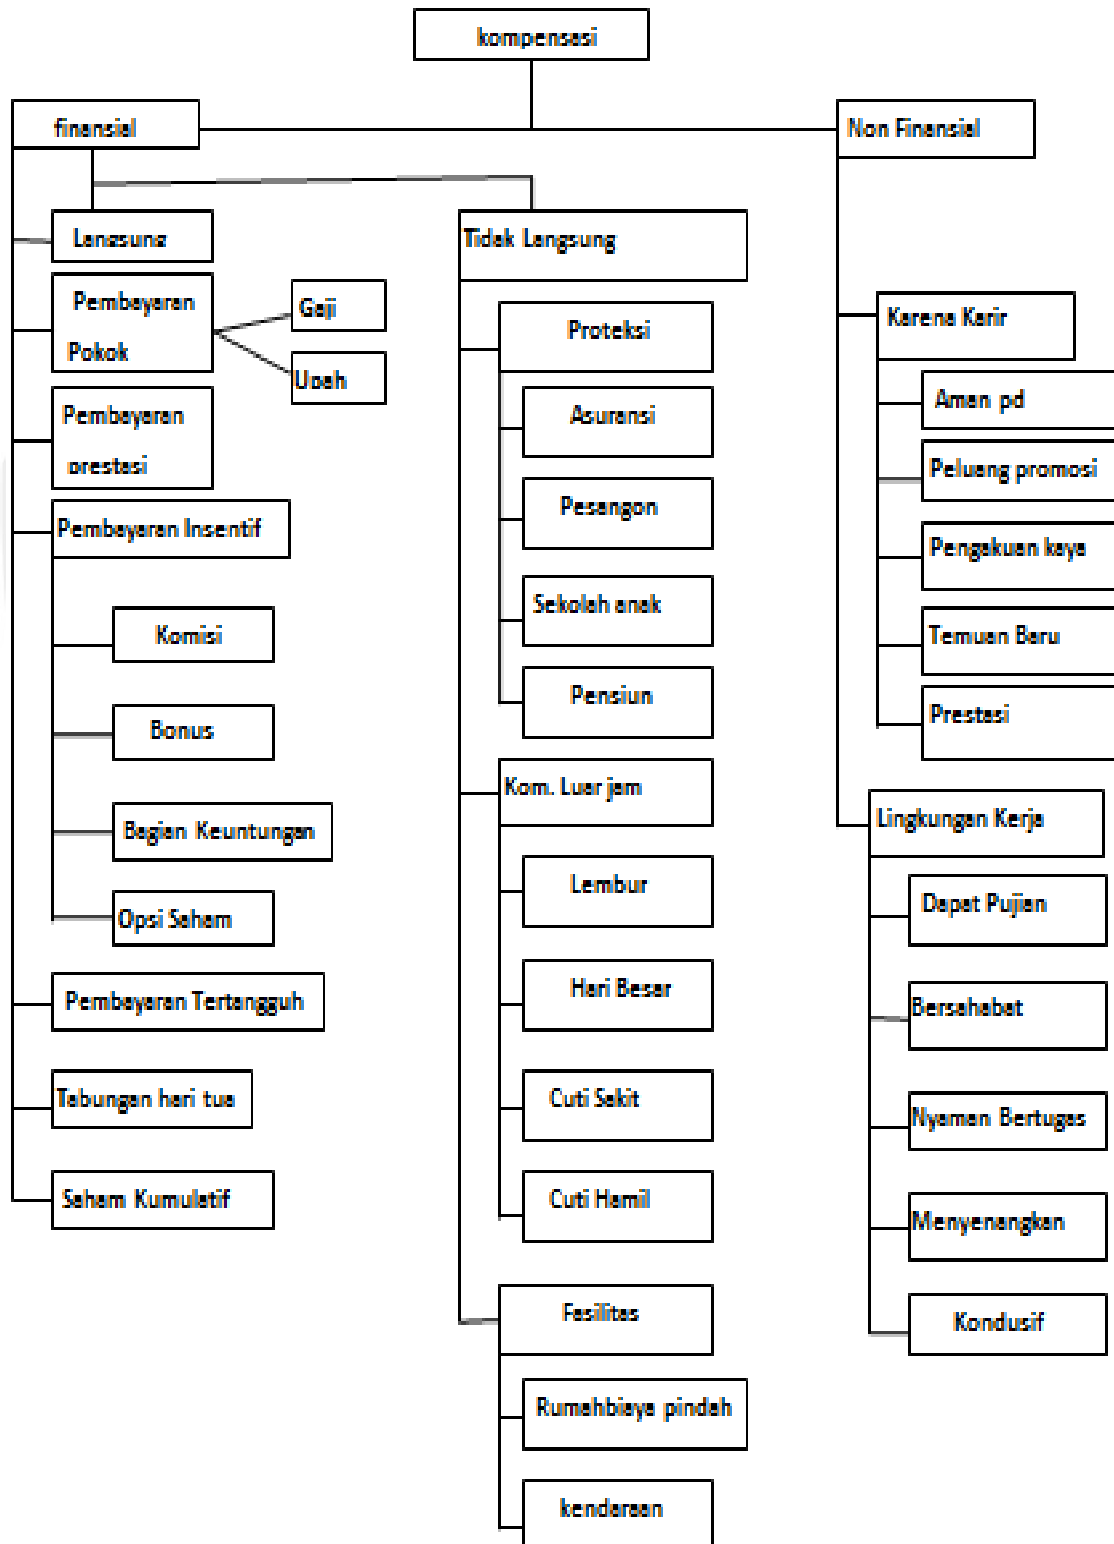 kompensasi
finansial
Non Finansial
Langsung
Tidak Langsung
Pembayaran
Pokok
Gaji
Upah
Pembayaran
prestasi
Pembayaran Insentif
Komisi
Bonus
Bagian Keuntungan
Opsi Saham
Pembayaran Tertangguh
Tabungan hari tua
Saham Kumulatif
Proteksi
Asuransi
Pesangon
Sekolah anak
Pensiun
Kom. Luar jam
Lembur
Hari Besar
Cuti Sakit
Cuti Hamil
Fasilitas
Rumahbiaya pindah
kendaraan
Karena Karir
Aman pd
Peluang promosi
Pengakuan kaya
Temuan Baru
Prestasi
Lingkungan Kerja
Dapat Pujian
Bersahabat
Nyaman Bertugas
Menyenangkan
Kondusif